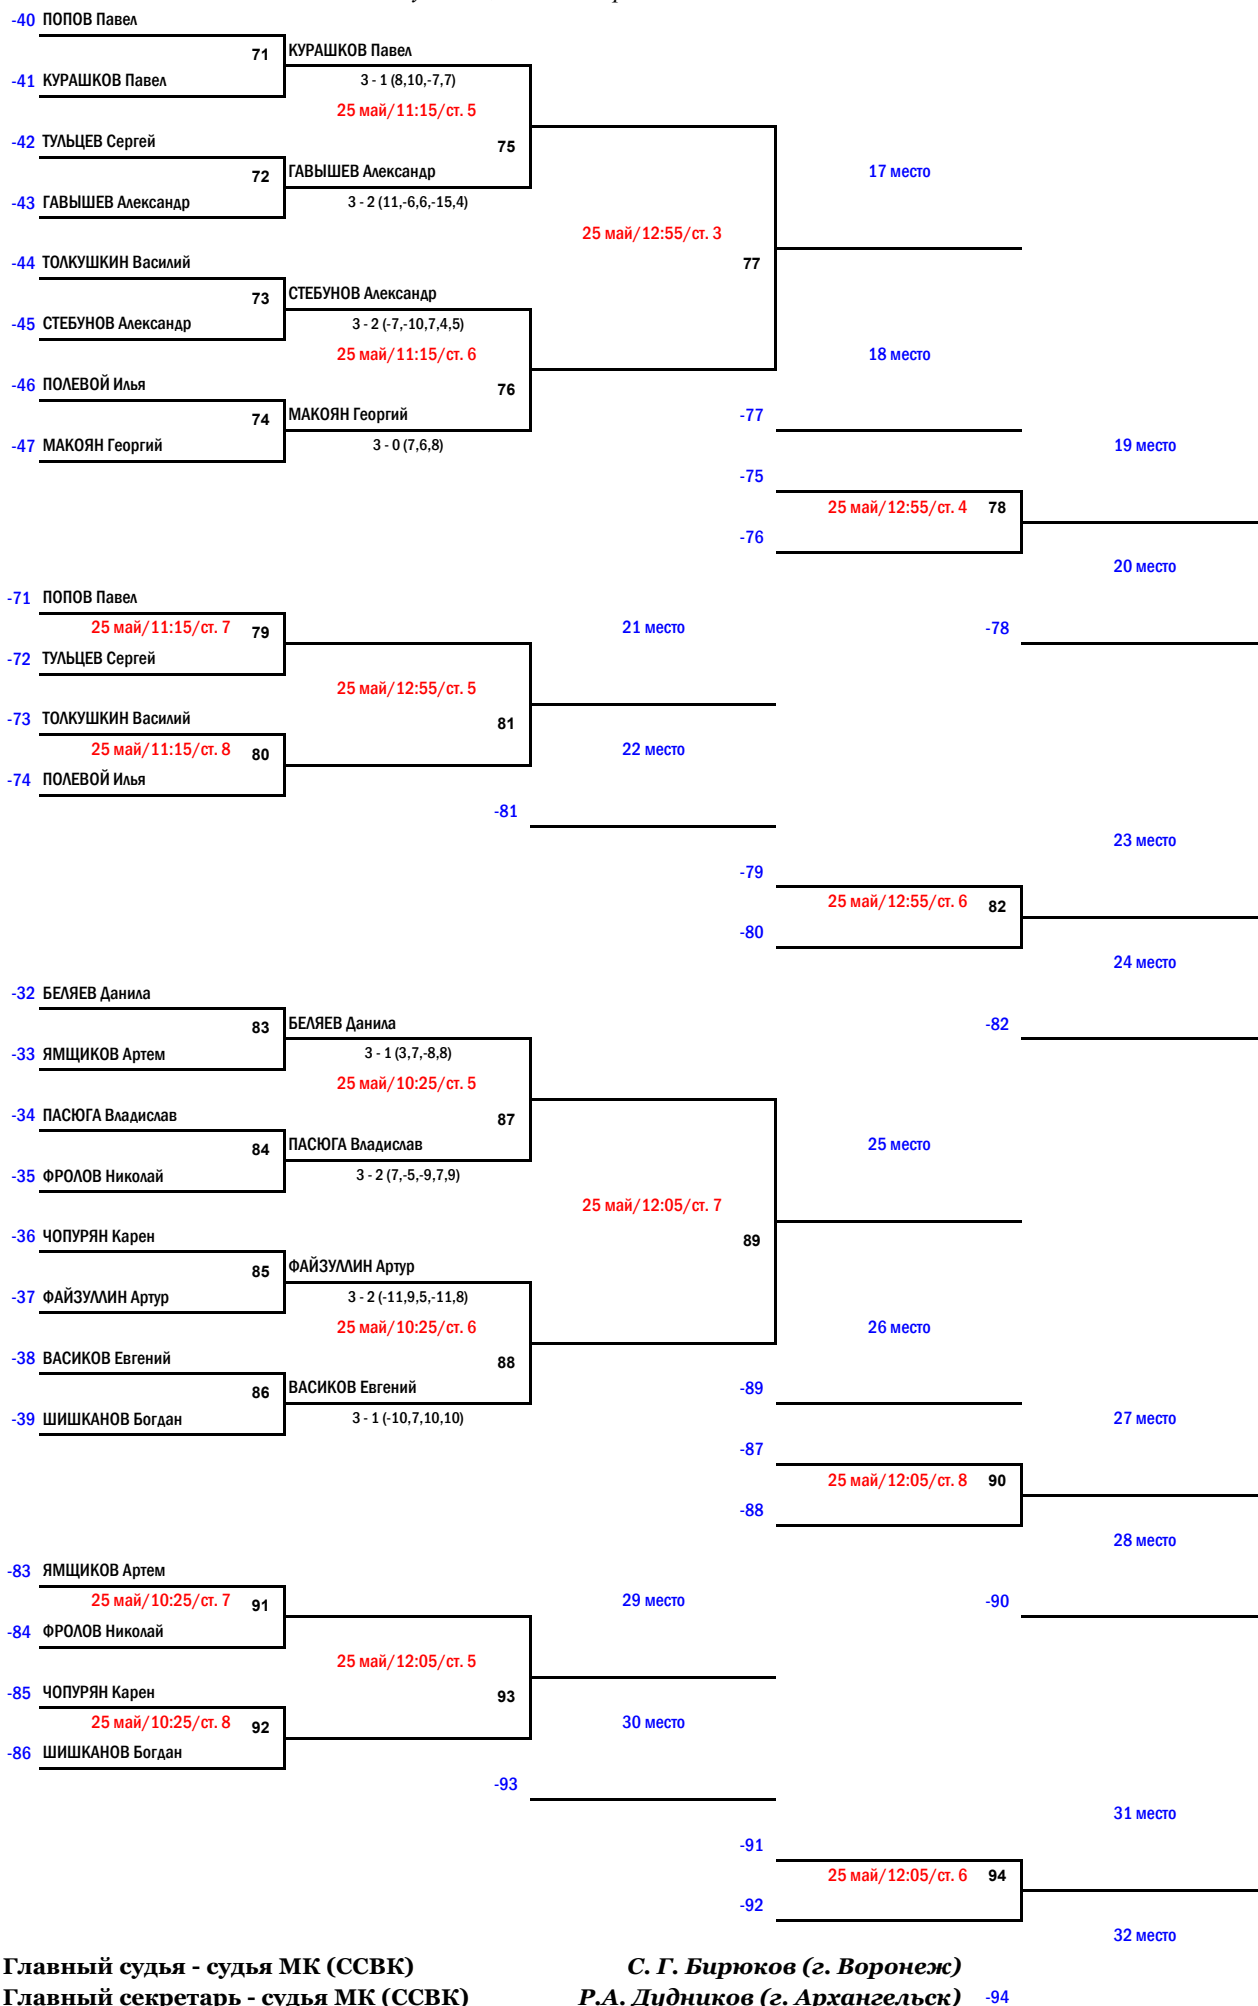 -40 ПОПОВ Павел
71 КУРАШКОВ Павел
-41 КУРАШКОВ Павел 3 - 1 (8,10,-7,7)
25 май/11:15/ст. 5
-42 ТУЛЬЦЕВ Сергей 75
72 ГАВЫШЕВ Александр 17 место
-43 ГАВЫШЕВ Александр 3 - 2 (11,-6,6,-15,4)
25 май/12:55/ст. 3
-44 ТОЛКУШКИН Василий 77
73 СТЕБУНОВ Александр
-45 СТЕБУНОВ Александр 3 - 2 (-7,-10,7,4,5)
25 май/11:15/ст. 6 18 место
-46 ПОЛЕВОЙ Илья 76
74 МАКОЯН Георгий -77
-47 МАКОЯН Георгий 3 - 0 (7,6,8) 19 место
-75
25 май/12:55/ст. 4 78
-76
20 место
-71 ПОПОВ Павел
25 май/11:15/ст. 7 79 21 место -78
-72 ТУЛЬЦЕВ Сергей
25 май/12:55/ст. 5
-73 ТОЛКУШКИН Василий 81
25 май/11:15/ст. 8 80 22 место
-74 ПОЛЕВОЙ Илья
-81
23 место
-79
25 май/12:55/ст. 6 82
-80
24 место
-32 БЕЛЯЕВ Данила
83 БЕЛЯЕВ Данила -82
-33 ЯМЩИКОВ Артем 3 - 1 (3,7,-8,8)
25 май/10:25/ст. 5
-34 ПАСЮГА Владислав 87
84 ПАСЮГА Владислав 25 место
-35 ФРОЛОВ Николай 3 - 2 (7,-5,-9,7,9)
25 май/12:05/ст. 7
-36 ЧОПУРЯН Карен 89
85 ФАЙЗУЛЛИН Артур
-37 ФАЙЗУЛЛИН Артур 3 - 2 (-11,9,5,-11,8)
25 май/10:25/ст. 6 26 место
-38 ВАСИКОВ Евгений 88
86 ВАСИКОВ Евгений -89
-39 ШИШКАНОВ Богдан 3 - 1 (-10,7,10,10) 27 место
-87
25 май/12:05/ст. 8 90
-88
28 место
-83 ЯМЩИКОВ Артем
25 май/10:25/ст. 7 91 29 место -90
-84 ФРОЛОВ Николай
25 май/12:05/ст. 5
-85 ЧОПУРЯН Карен 93
25 май/10:25/ст. 8 92 30 место
-86 ШИШКАНОВ Богдан
-93
31 место
-91
25 май/12:05/ст. 6 94
-92
32 место
Главный судья - судья МК (ССВК) С. Г. Бирюков (г. Воронеж)
Главный секретарь - судья МК (ССВК) Р.А. Дудников (г. Архангельск) -94